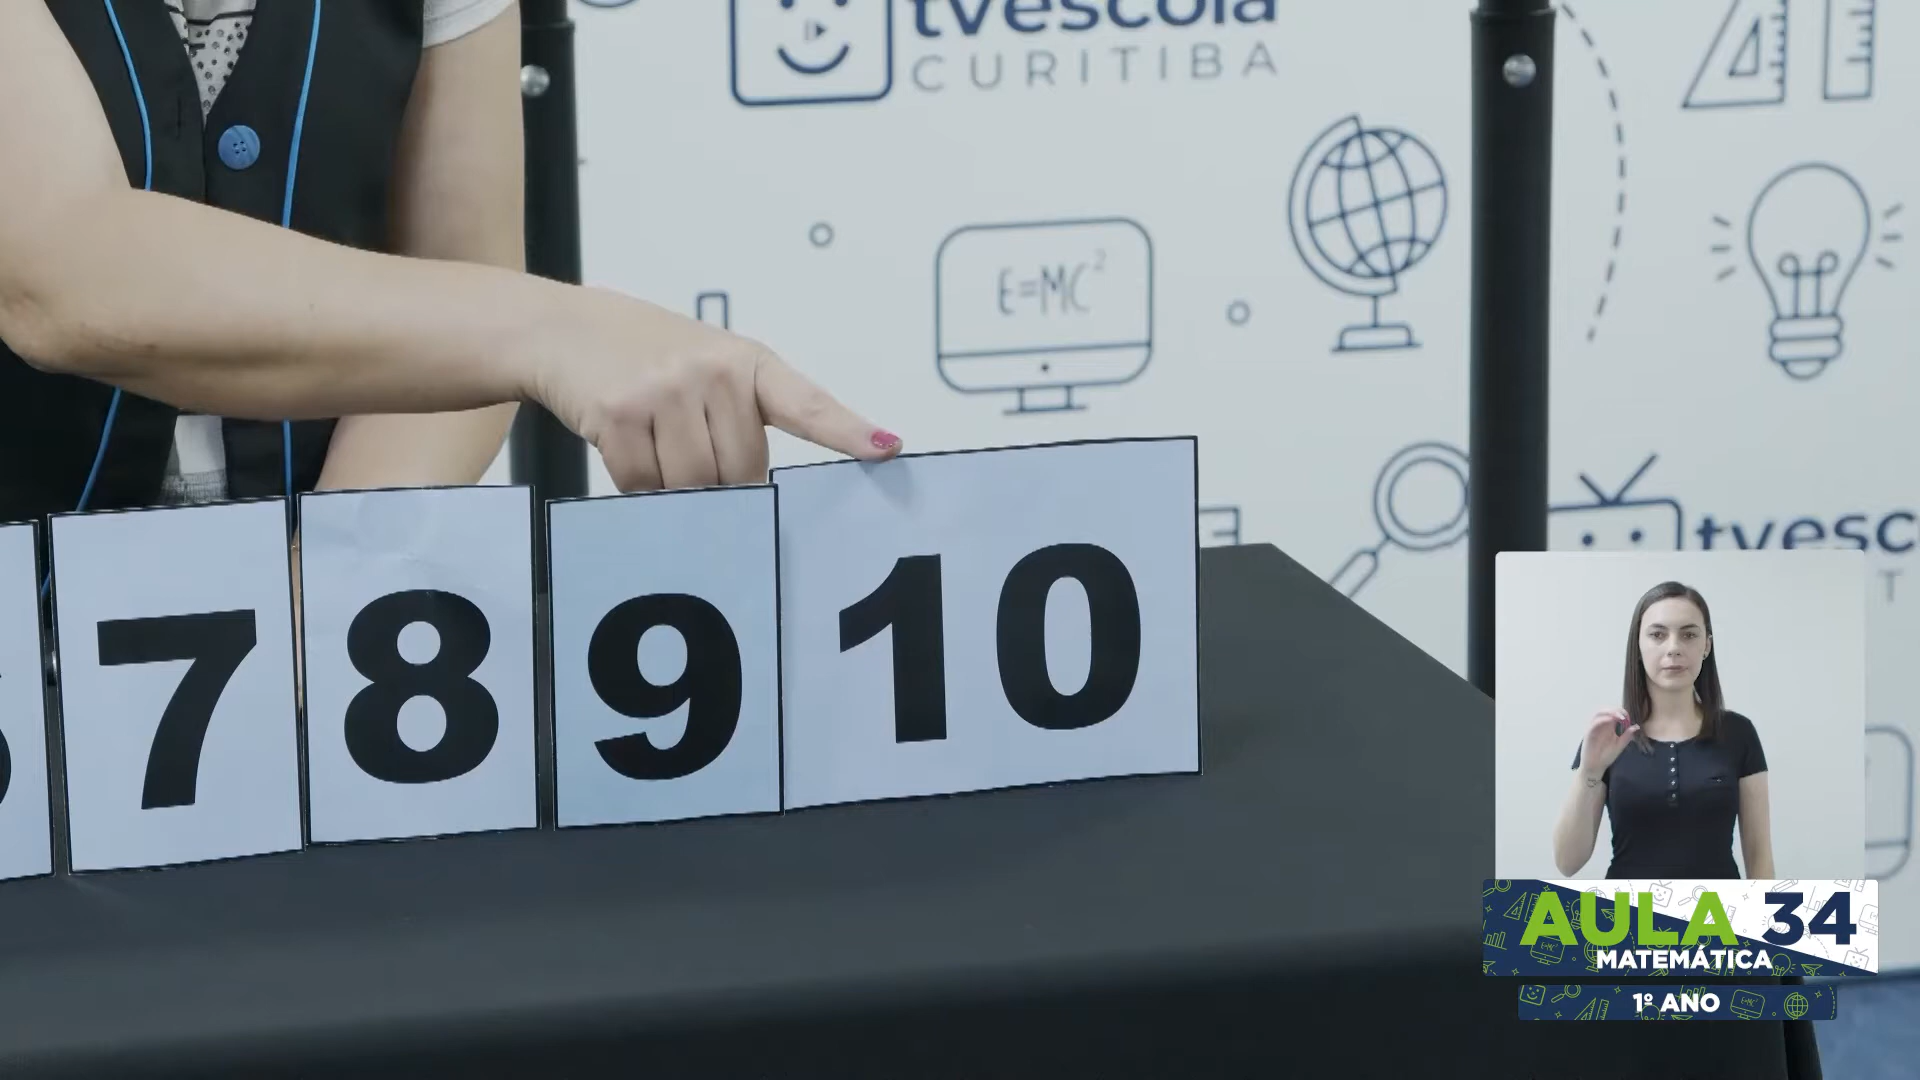 tvescola
CURITIBA
E=MC²
7 8 9 10
tvesc
AULA 34
MATEMÁTICA
1º ANO